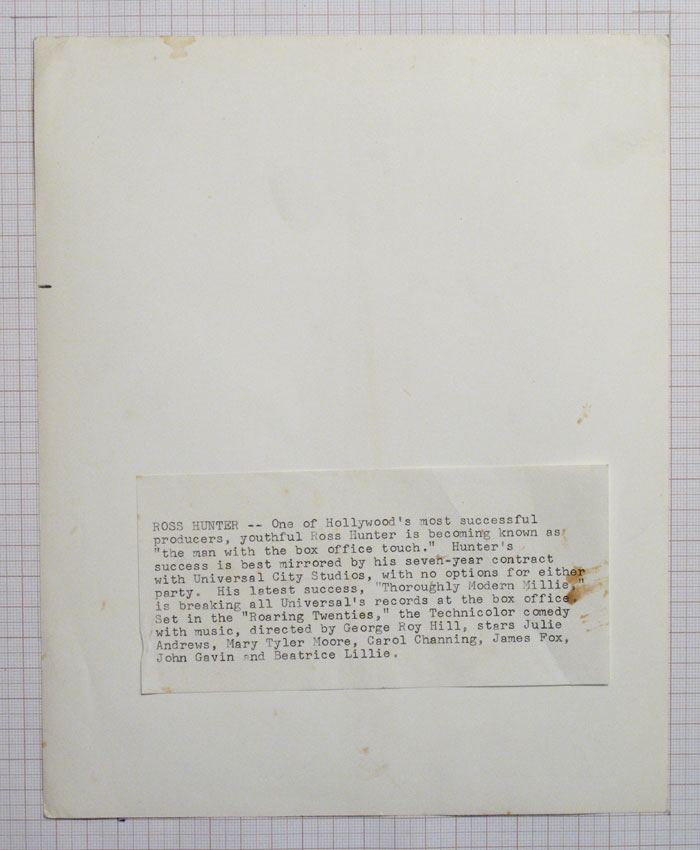 ROSS HUNTER -- One of Hollywood's most successful
producers, youthful Ross Hunter is becoming known as
"the man with the box office touch."  Hunter's
success is best mirrored by his seven-year contract
with Universal City Studios, with no options for either
party.  His latest success, "Thoroughly Modern Millie,"
is breaking all Universal's records at the box office.
Set in the "Roaring Twenties," the Technicolor comedy
with music, directed by George Roy Hill, stars Julie
Andrews, Mary Tyler Moore, Carol Channing, James Fox,
John Gavin and Beatrice Lillie.